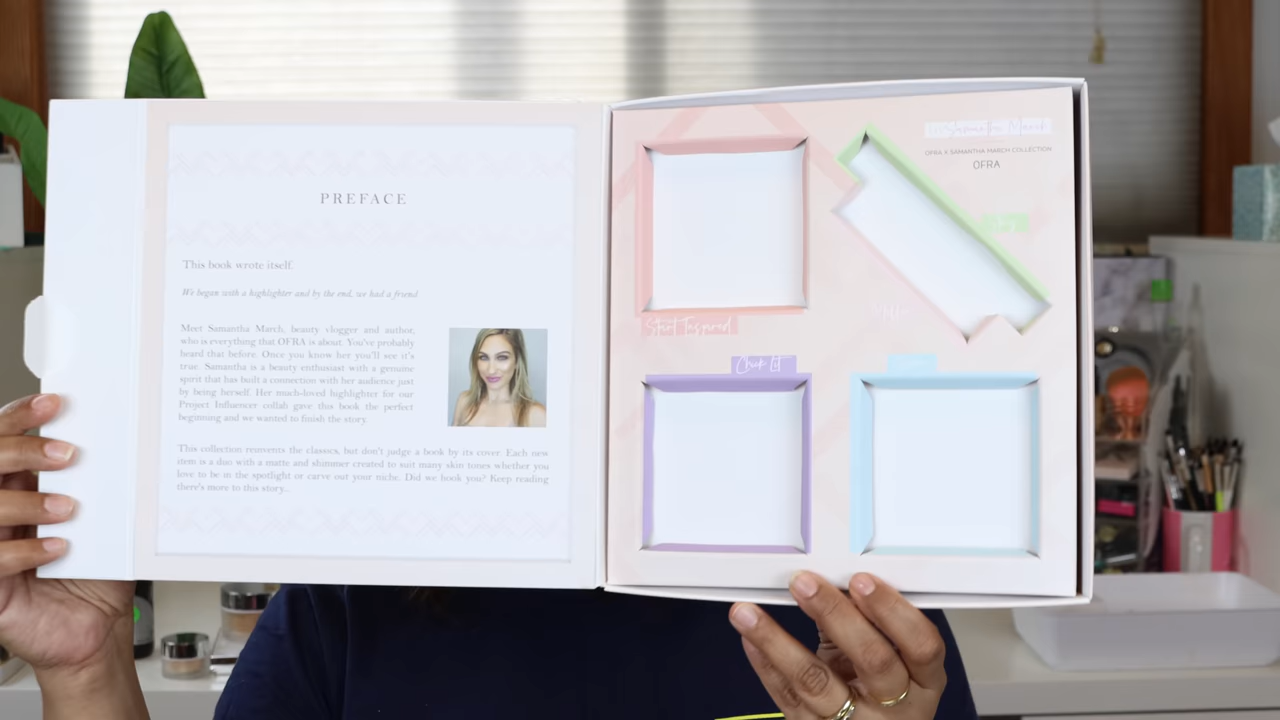 PREFACE
This book wrote itself.
We began with a highlighter and by the end, we had a friend
Meet Samantha March, beauty vlogger and author,
who is everything that OFRA is about. You've probably
heard that before. Once you know her you'll see it's
true. Samantha is a beauty enthusiast with a genuine
spirit that has built a connection with her audience just
by being herself. Her much-loved highlighter for our
Project Influencer collab gave this book the perfect
beginning and we wanted to finish the story.
This collection reinvents the classics, but don't judge a book by its cover. Each new
item is a duo with a matte and shimmer created to suit many skin tones whether you
love to be in the spotlight or carve out your niche. Did we hook you? Keep reading
there's more to this story...
Samantha March
OFRA X SAMANTHA MARCH COLLECTION
OFRA
Start Inspired
Chick Lit